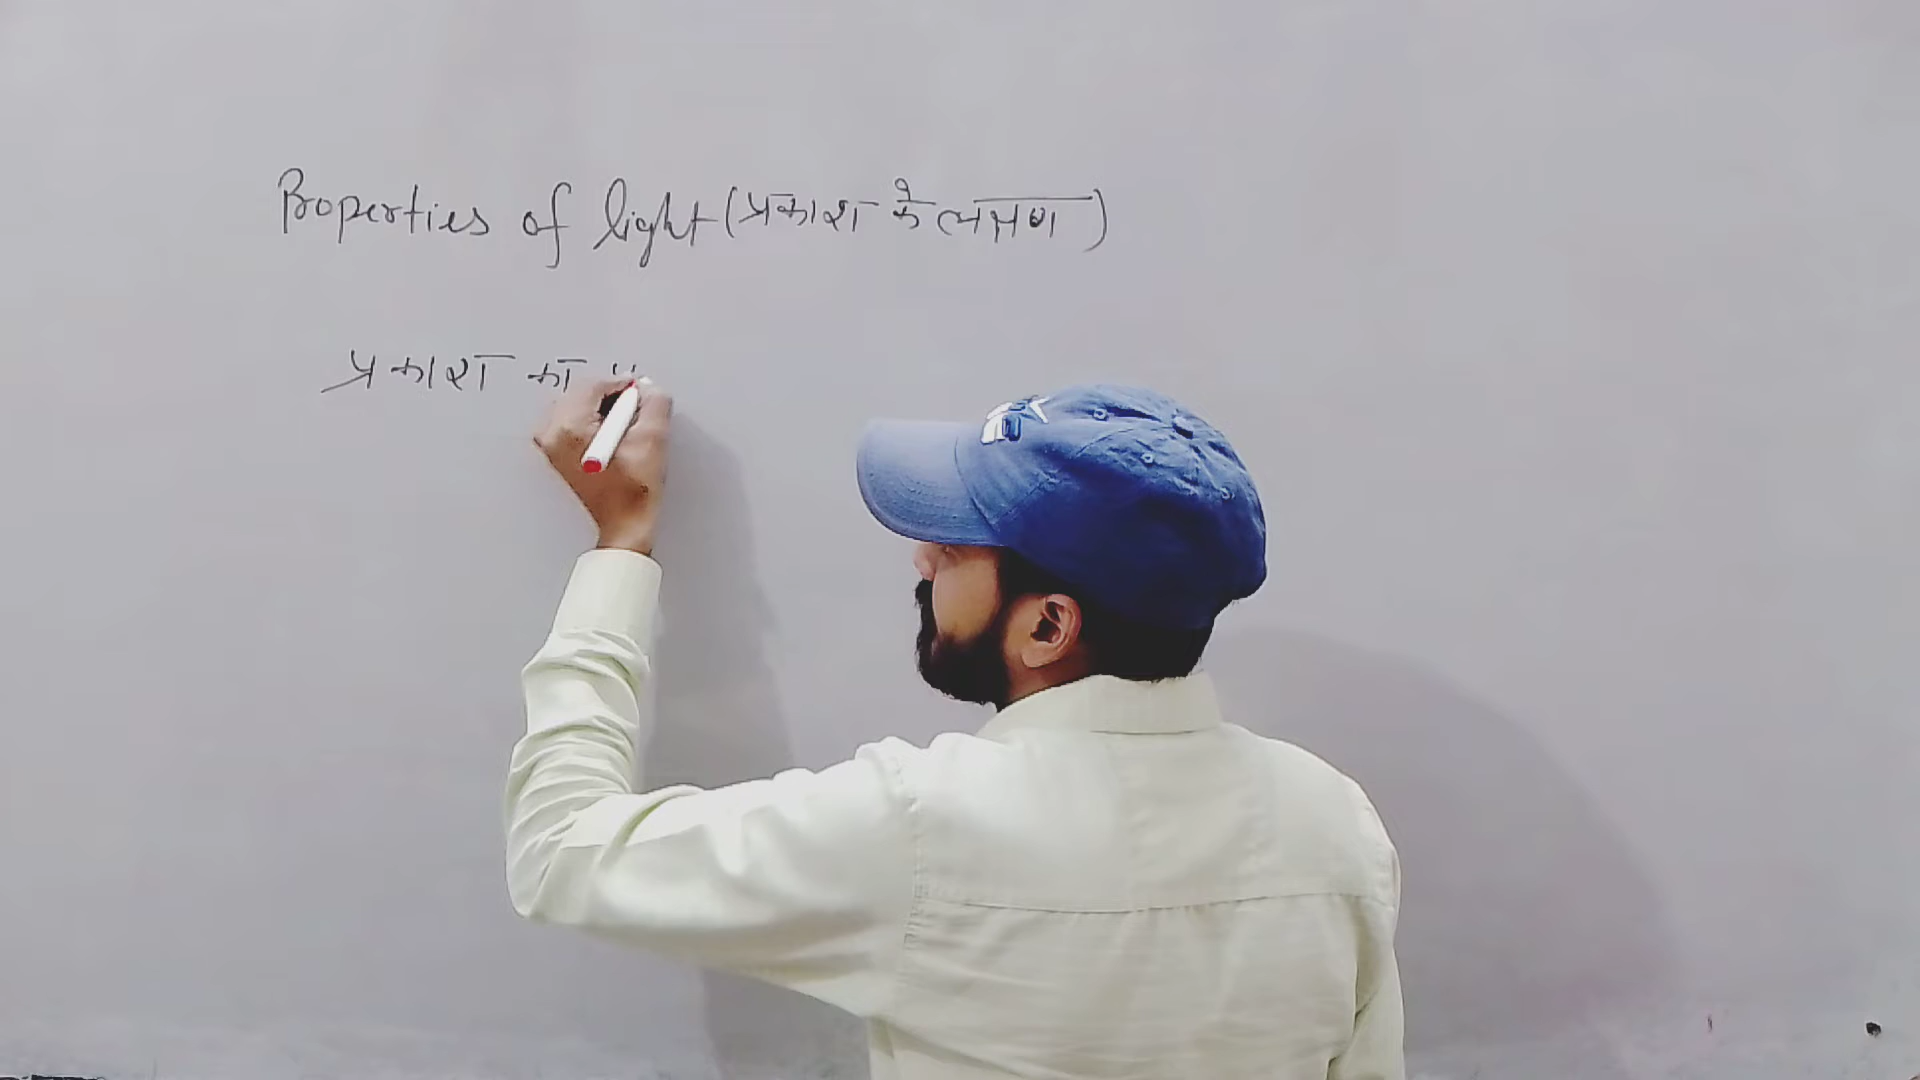 Properties of light (प्रकाश के लक्षण)
प्रकाश का